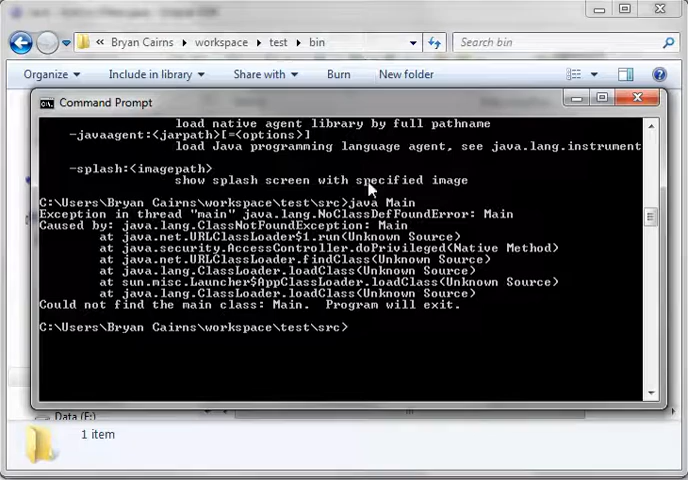 Bryan Cairns workspace test bin
Search bin
Organize Include in library Share with Burn New folder
Command Prompt
load native agent library by full pathname
-javaagent:<jarpath>[=<options>]
load Java programming language agent, see java.lang.instrument
-splash:<imagepath>
show splash screen with specified image
C:\Users\Bryan Cairns\workspace\test\src>java Main
Exception in thread "main" java.lang.NoClassDefFoundError: Main
Caused by: java.lang.ClassNotFoundException: Main
at java.net.URLClassLoader$1.run(Unknown Source)
at java.security.AccessController.doPrivileged(Native Method)
at java.net.URLClassLoader.findClass(Unknown Source)
at java.lang.ClassLoader.loadClass(Unknown Source)
at sun.misc.Launcher$AppClassLoader.loadClass(Unknown Source)
at java.lang.ClassLoader.loadClass(Unknown Source)
Could not find the main class: Main.  Program will exit.
C:\Users\Bryan Cairns\workspace\test\src>
Data (F:)
1 item